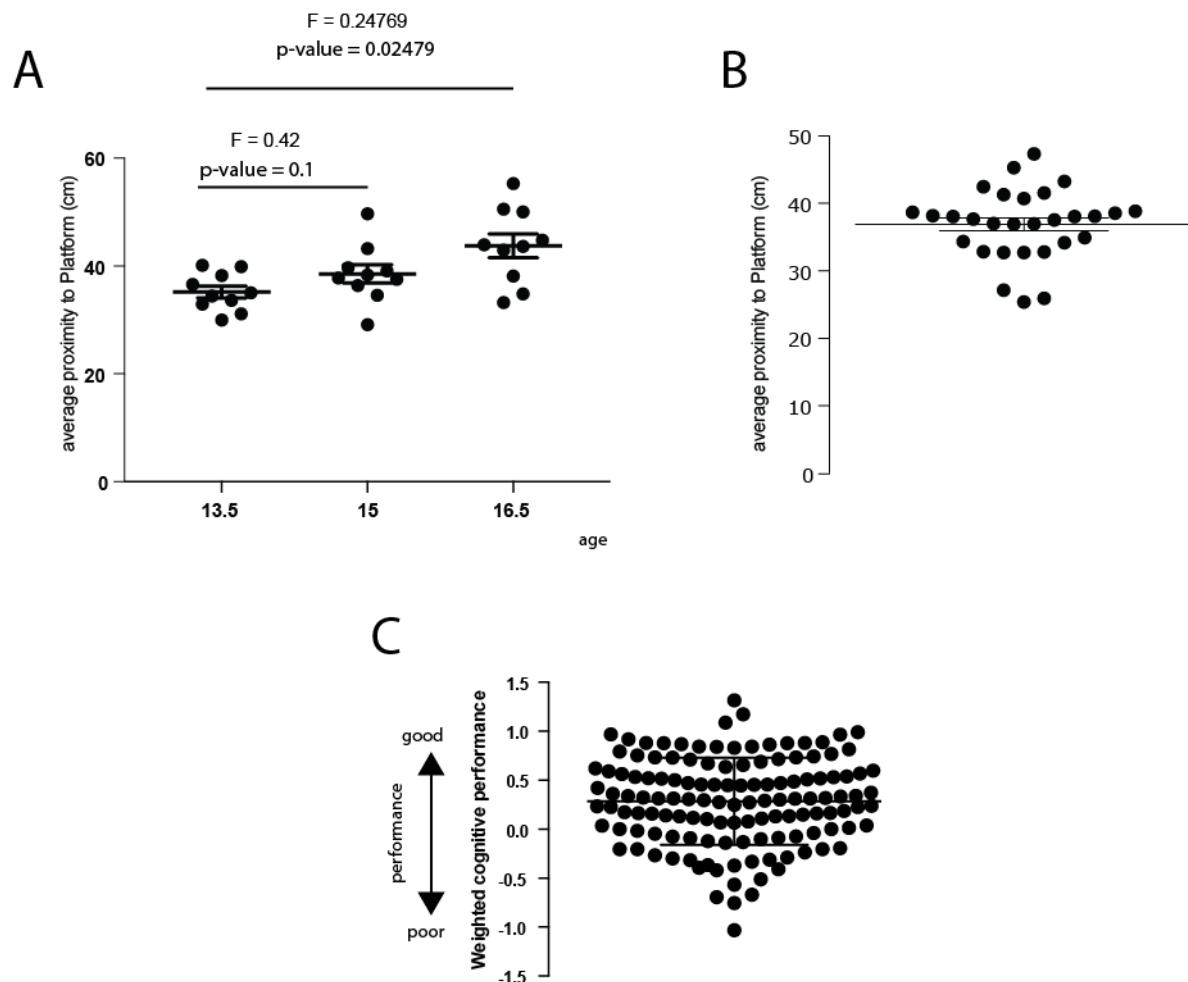 A
F = 0.24769
p-value = 0.02479
F = 0.42
p-value = 0.1
average proximity to Platform (cm)
60
40
20
0
13.5
15
16.5
age
B
average proximity to Platform (cm)
50
40
30
20
10
0
C
good
performance
poor
Weighted cognitive performance
1.5
1.0
0.5
0.0
-0.5
-1.0
-1.5